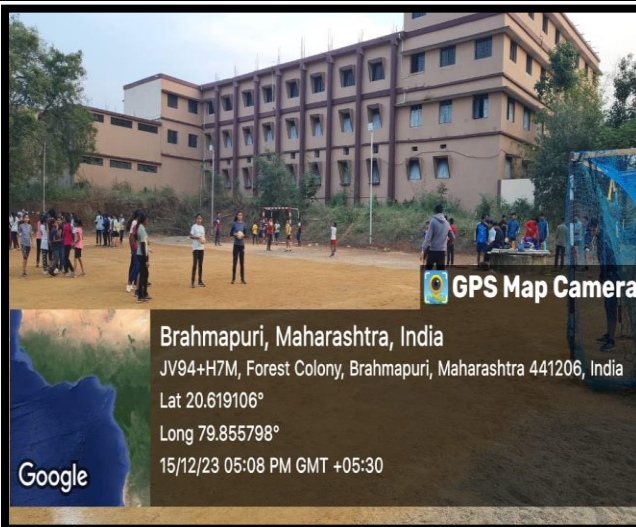 GPS Map Camera
Brahmapuri, Maharashtra, India
JV94+H7M, Forest Colony, Brahmapuri, Maharashtra 441206, India
Lat 20.619106°
Long 79.855798°
15/12/23 05:08 PM GMT +05:30
Google